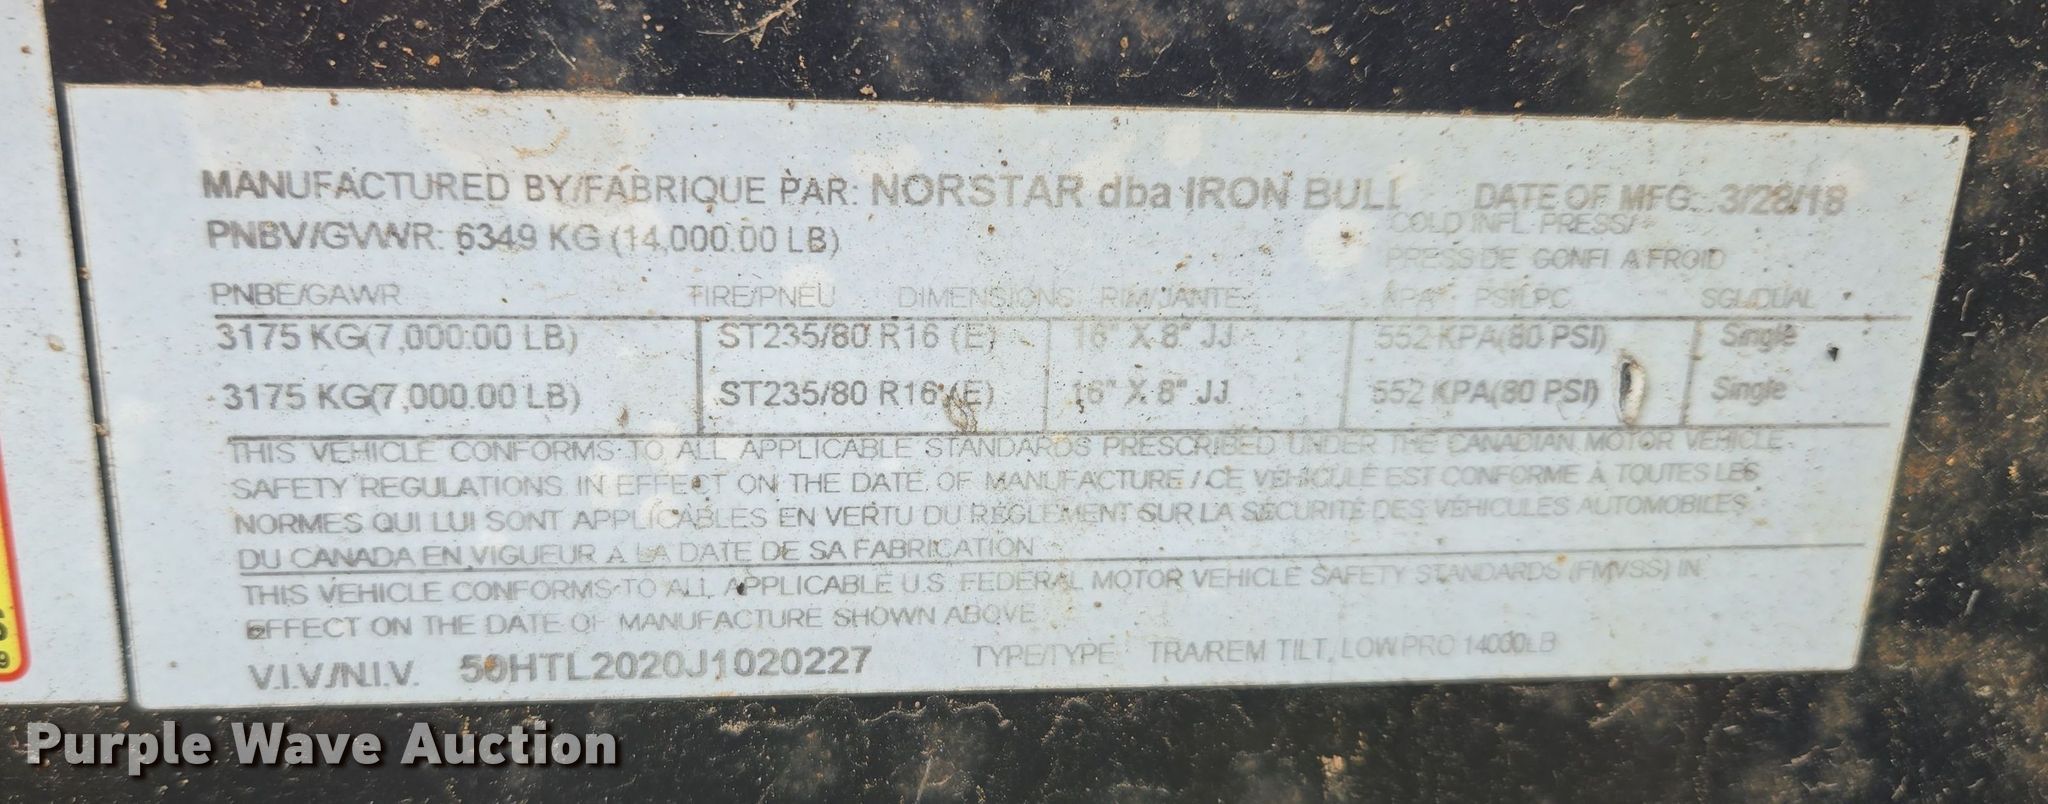 MANUFACTURED BY/FABRIQUE PAR: NORSTAR dba IRON BULL DATE OF MFG: 3/28/18
PNBV/GVWR: 6349 KG (14,000.00 LB)
COLD INFL. PRESS/
PRESS DE GONFL A FROID
PNBE/GAWR TIRE/PNEU DIMENSIONS RIM/JANTE KPA PSI/LPC SGL/DUAL
3175 KG(7,000.00 LB) ST235/80 R16 (E) 16" X 8" JJ 552 KPA(80 PSI) Single
3175 KG(7,000.00 LB) ST235/80 R16 (E) 16" X 8" JJ 552 KPA(80 PSI) Single
THIS VEHICLE CONFORMS TO ALL APPLICABLE STANDARDS PRESCRIBED UNDER THE CANADIAN MOTOR VEHICLE
SAFETY REGULATIONS IN EFFECT ON THE DATE OF MANUFACTURE / CE VÉHICULE EST CONFORME À TOUTES LES
NORMES QUI LUI SONT APPLICABLES EN VERTU DU RÈGLEMENT SUR LA SÉCURITÉ DES VÉHICULES AUTOMOBILES
DU CANADA EN VIGUEUR A LA DATE DE SA FABRICATION
THIS VEHICLE CONFORMS TO ALL APPLICABLE U.S. FEDERAL MOTOR VEHICLE SAFETY STANDARDS (FMVSS) IN
EFFECT ON THE DATE OF MANUFACTURE SHOWN ABOVE
V.I.V./N.I.V. 50HTL2020J1020227 TYPE/TYPE TRA/REM TILT, LOW PRO 14000LB
Purple Wave Auction